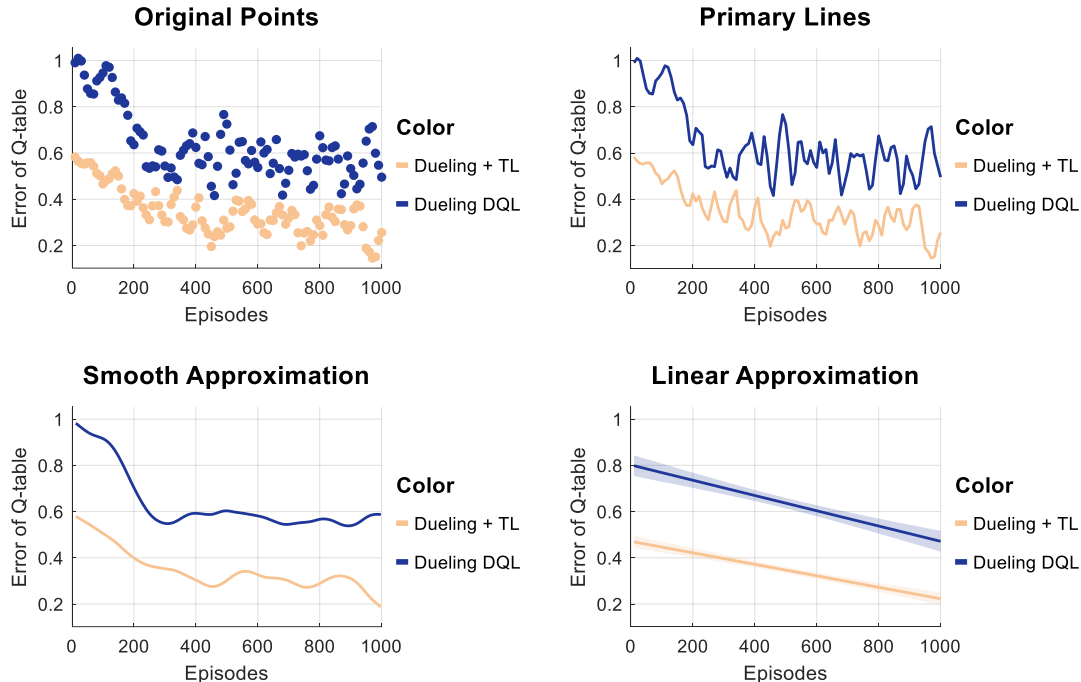 Original Points
Error of Q-table
1
0.8
0.6
0.4
0.2
0 200 400 600 800 1000
Episodes
Color
Dueling + TL
Dueling DQL
Primary Lines
Error of Q-table
1
0.8
0.6
0.4
0.2
0 200 400 600 800 1000
Episodes
Color
Dueling + TL
Dueling DQL
Smooth Approximation
Error of Q-table
1
0.8
0.6
0.4
0.2
0 200 400 600 800 1000
Episodes
Color
Dueling + TL
Dueling DQL
Linear Approximation
Error of Q-table
1
0.8
0.6
0.4
0.2
0 200 400 600 800 1000
Episodes
Color
Dueling + TL
Dueling DQL